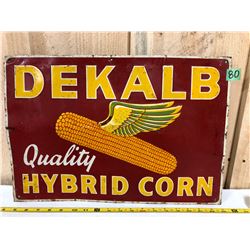 DEKALB
80
Quality
HYBRID CORN